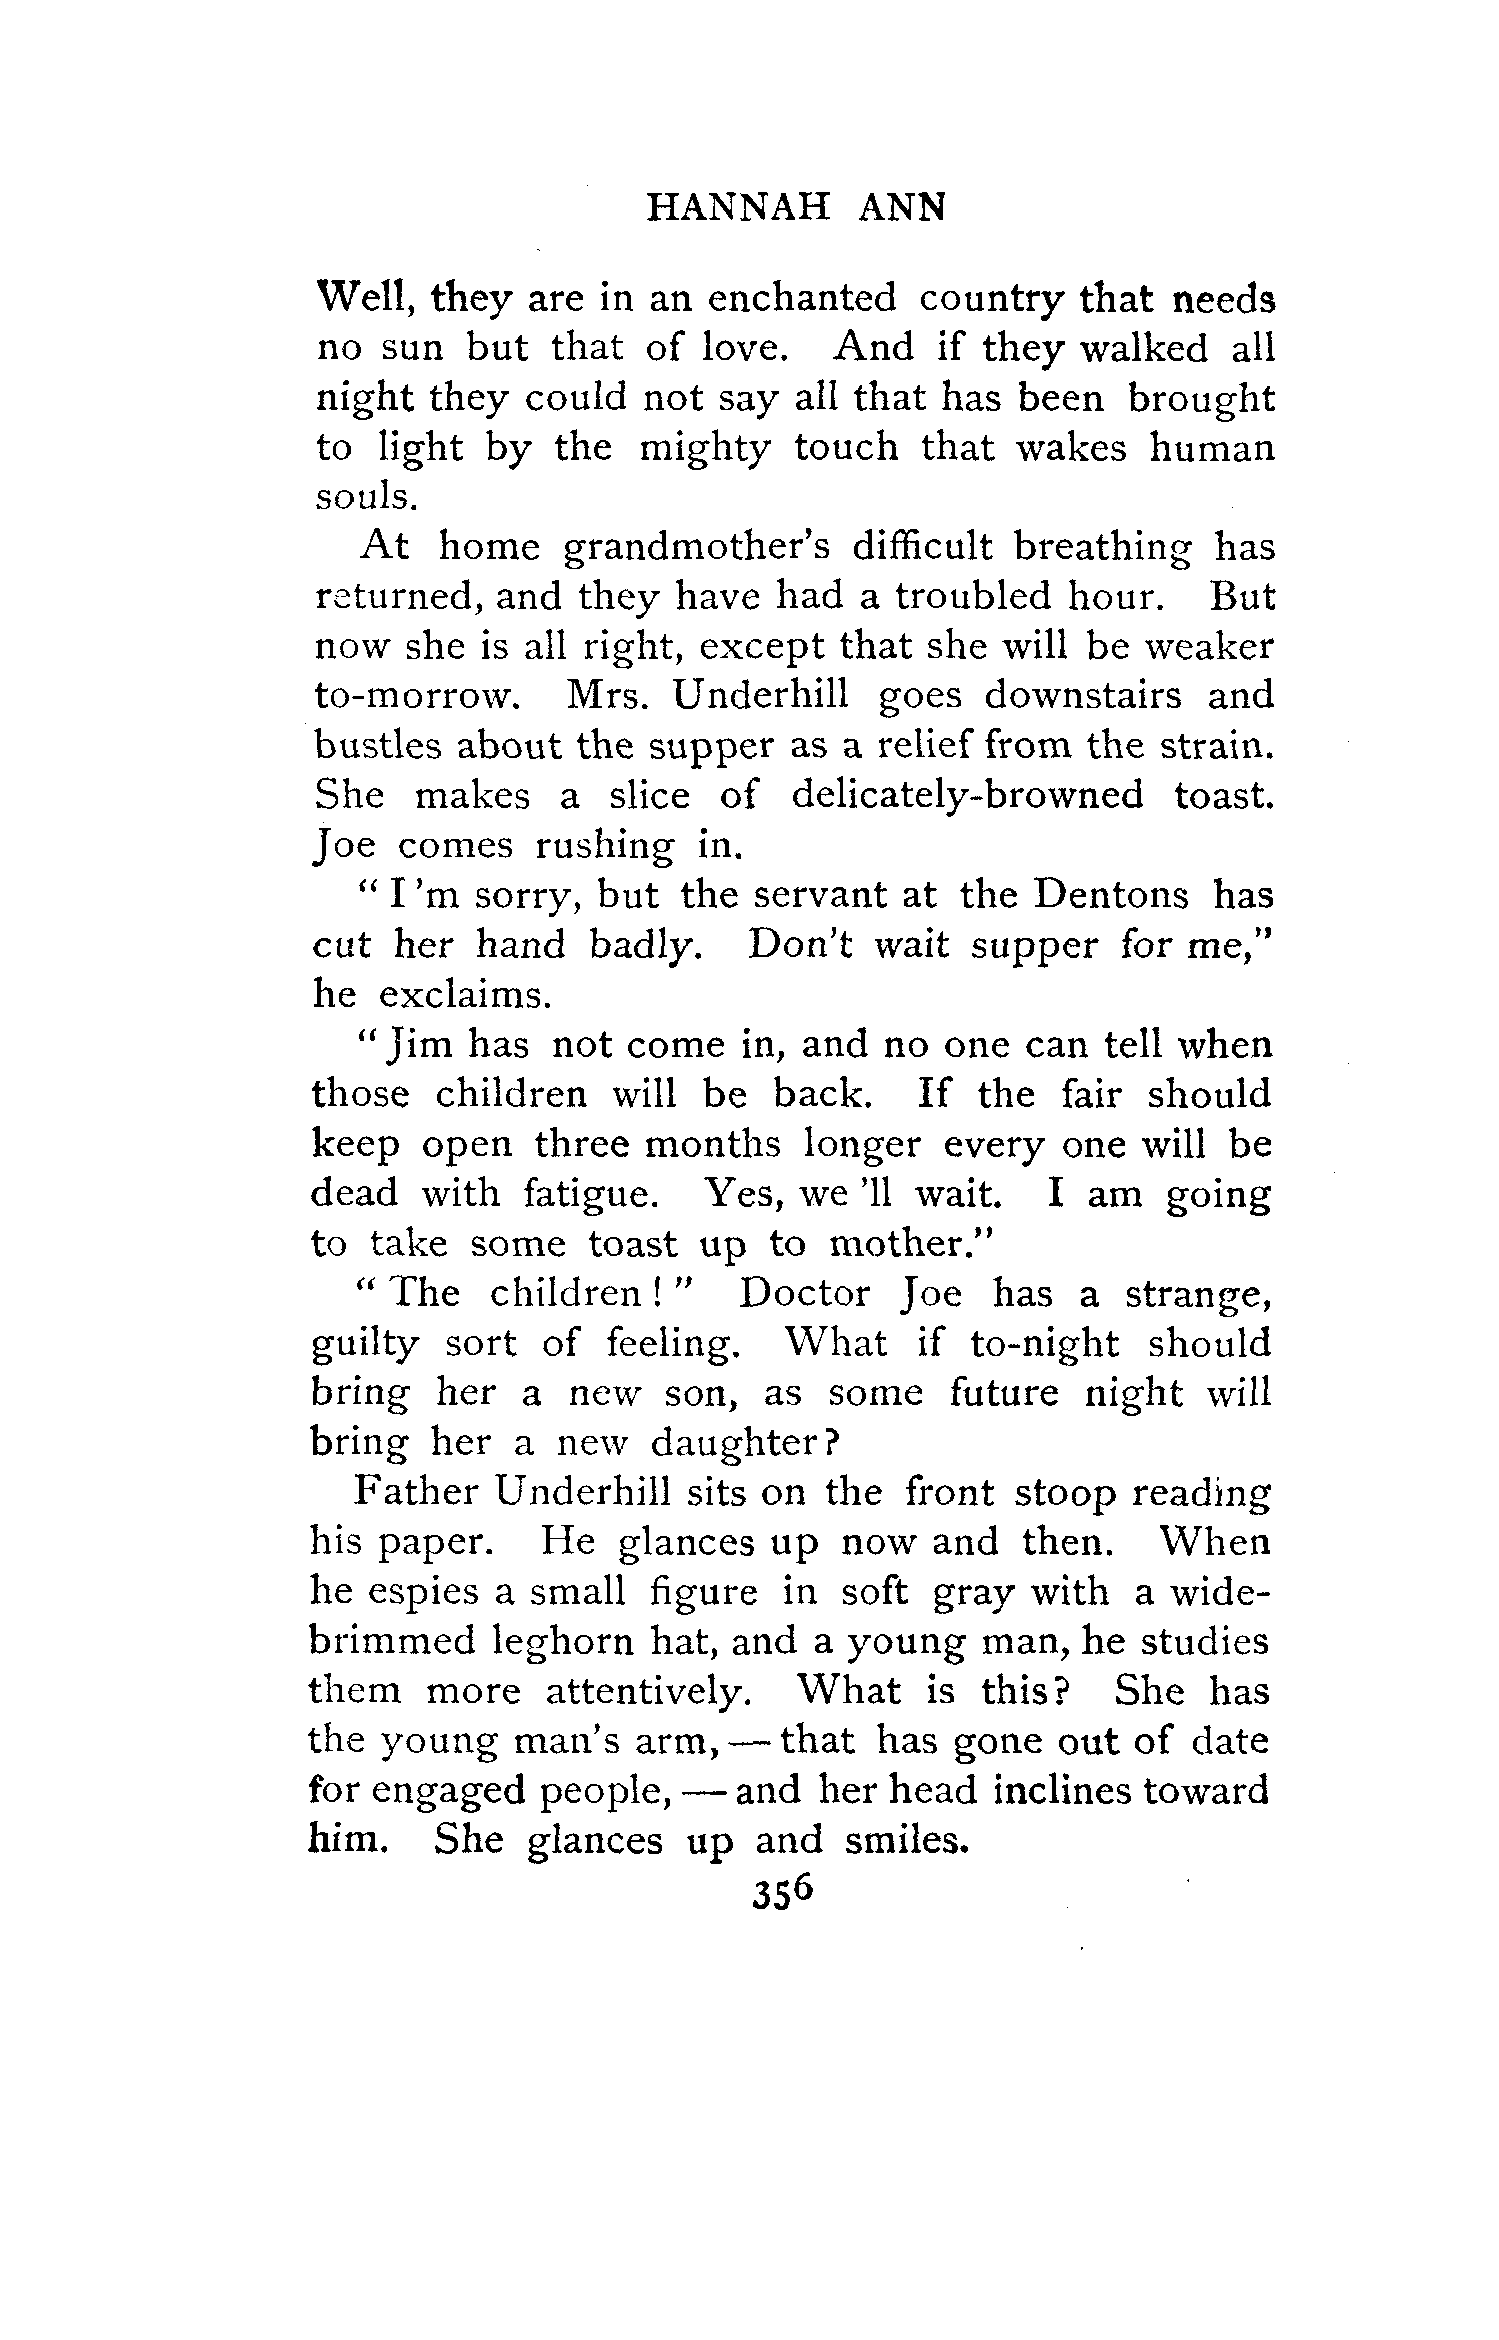 HANNAH ANN
Well, they are in an enchanted country that needs
no sun but that of love. And if they walked all
night they could not say all that has been brought
to light by the mighty touch that wakes human
souls.
At home grandmother's difficult breathing has
returned, and they have had a troubled hour. But
now she is all right, except that she will be weaker
to-morrow. Mrs. Underhill goes downstairs and
bustles about the supper as a relief from the strain.
She makes a slice of delicately-browned toast.
Joe comes rushing in.
" I 'm sorry, but the servant at the Dentons has
cut her hand badly. Don't wait supper for me,"
he exclaims.
" Jim has not come in, and no one can tell when
those children will be back. If the fair should
keep open three months longer every one will be
dead with fatigue. Yes, we 'll wait. I am going
to take some toast up to mother."
" The children ! " Doctor Joe has a strange,
guilty sort of feeling. What if to-night should
bring her a new son, as some future night will
bring her a new daughter?
Father Underhill sits on the front stoop reading
his paper. He glances up now and then. When
he espies a small figure in soft gray with a wide-
brimmed leghorn hat, and a young man, he studies
them more attentively. What is this? She has
the young man's arm, — that has gone out of date
for engaged people, — and her head inclines toward
him. She glances up and smiles.
356